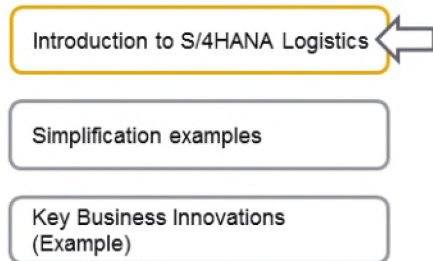 Introduction to S/4HANA Logistics
Simplification examples
Key Business Innovations
(Example)